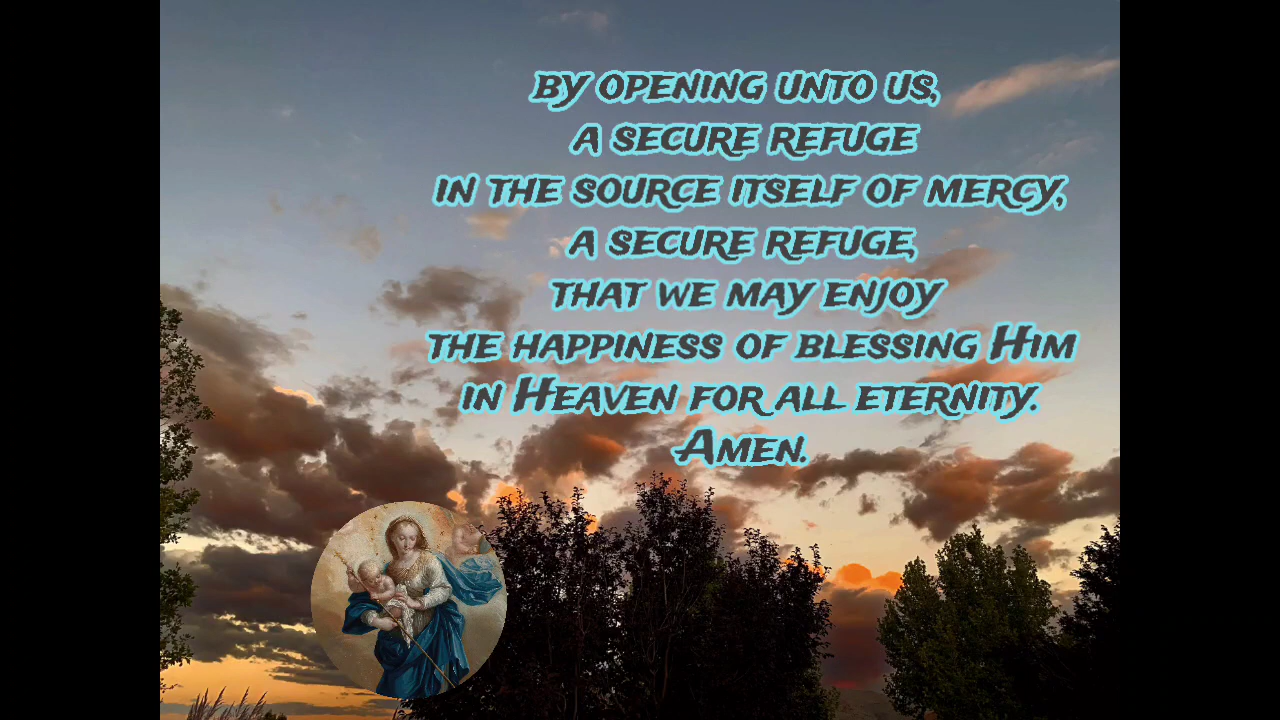 by opening unto us,
a secure refuge
in the source itself of mercy,
a secure refuge,
that we may enjoy
the happiness of blessing Him
in Heaven for all eternity.
Amen.